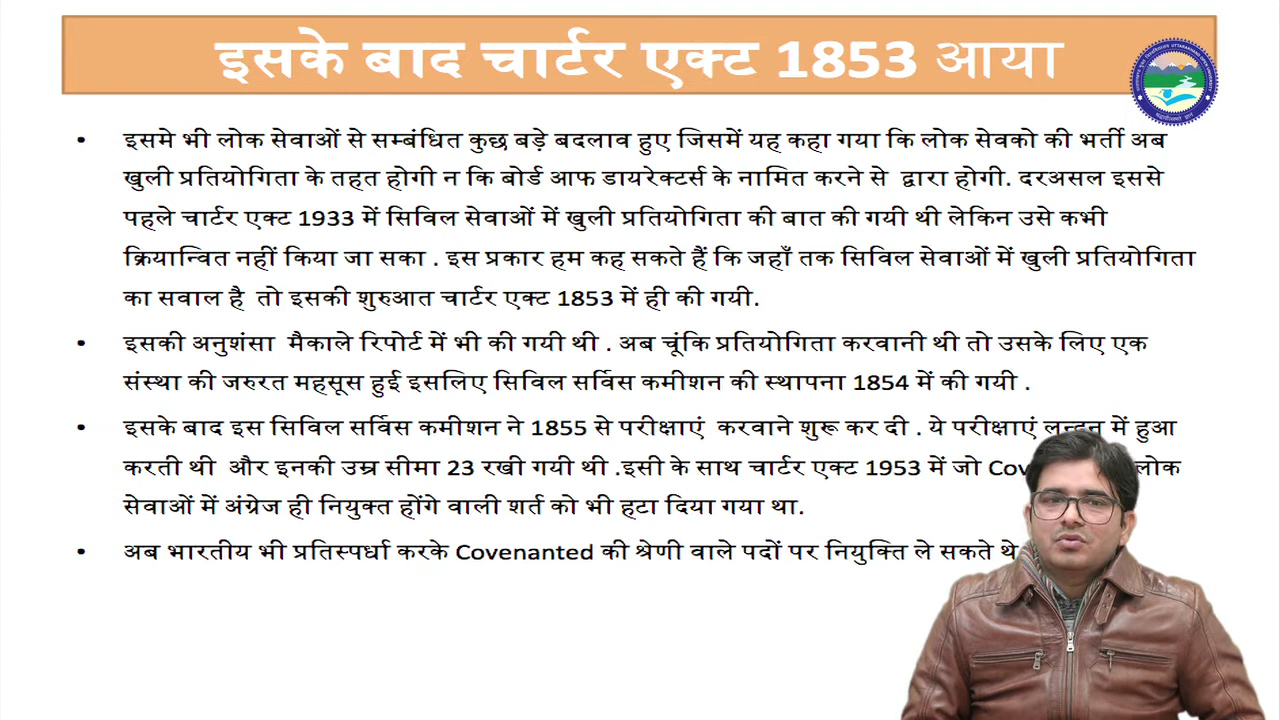 इसके बाद चार्टर एक्ट 1853 आया
• इसमे भी लोक सेवाओं से सम्बंधित कुछ बड़े बदलाव हुए जिसमें यह कहा गया कि लोक सेवको की भर्ती अब
खुली प्रतियोगिता के तहत होगी न कि बोर्ड आफ डायरेक्टर्स के नामित करने से द्वारा होगी. दरअसल इससे
पहले चार्टर एक्ट 1933 में सिविल सेवाओं में खुली प्रतियोगिता की बात की गयी थी लेकिन उसे कभी
क्रियान्वित नहीं किया जा सका . इस प्रकार हम कह सकते हैं कि जहाँ तक सिविल सेवाओं में खुली प्रतियोगिता
का सवाल है तो इसकी शुरुआत चार्टर एक्ट 1853 में ही की गयी.
• इसकी अनुशंसा मैकाले रिपोर्ट में भी की गयी थी . अब चूंकि प्रतियोगिता करवानी थी तो उसके लिए एक
संस्था की जरुरत महसूस हुई इसलिए सिविल सर्विस कमीशन की स्थापना 1854 में की गयी .
• इसके बाद इस सिविल सर्विस कमीशन ने 1855 से परीक्षाएं करवाने शुरू कर दी . ये परीक्षाएं लन्दन में हुआ
करती थी और इनकी उम्र सीमा 23 रखी गयी थी .इसी के साथ चार्टर एक्ट 1953 में जो लोक
सेवाओं में अंग्रेज ही नियुक्त होंगे वाली शर्त को भी हटा दिया गया था.
• अब भारतीय भी प्रतिस्पर्धा करके Covenanted की श्रेणी वाले पदों पर नियुक्ति ले सकते थे